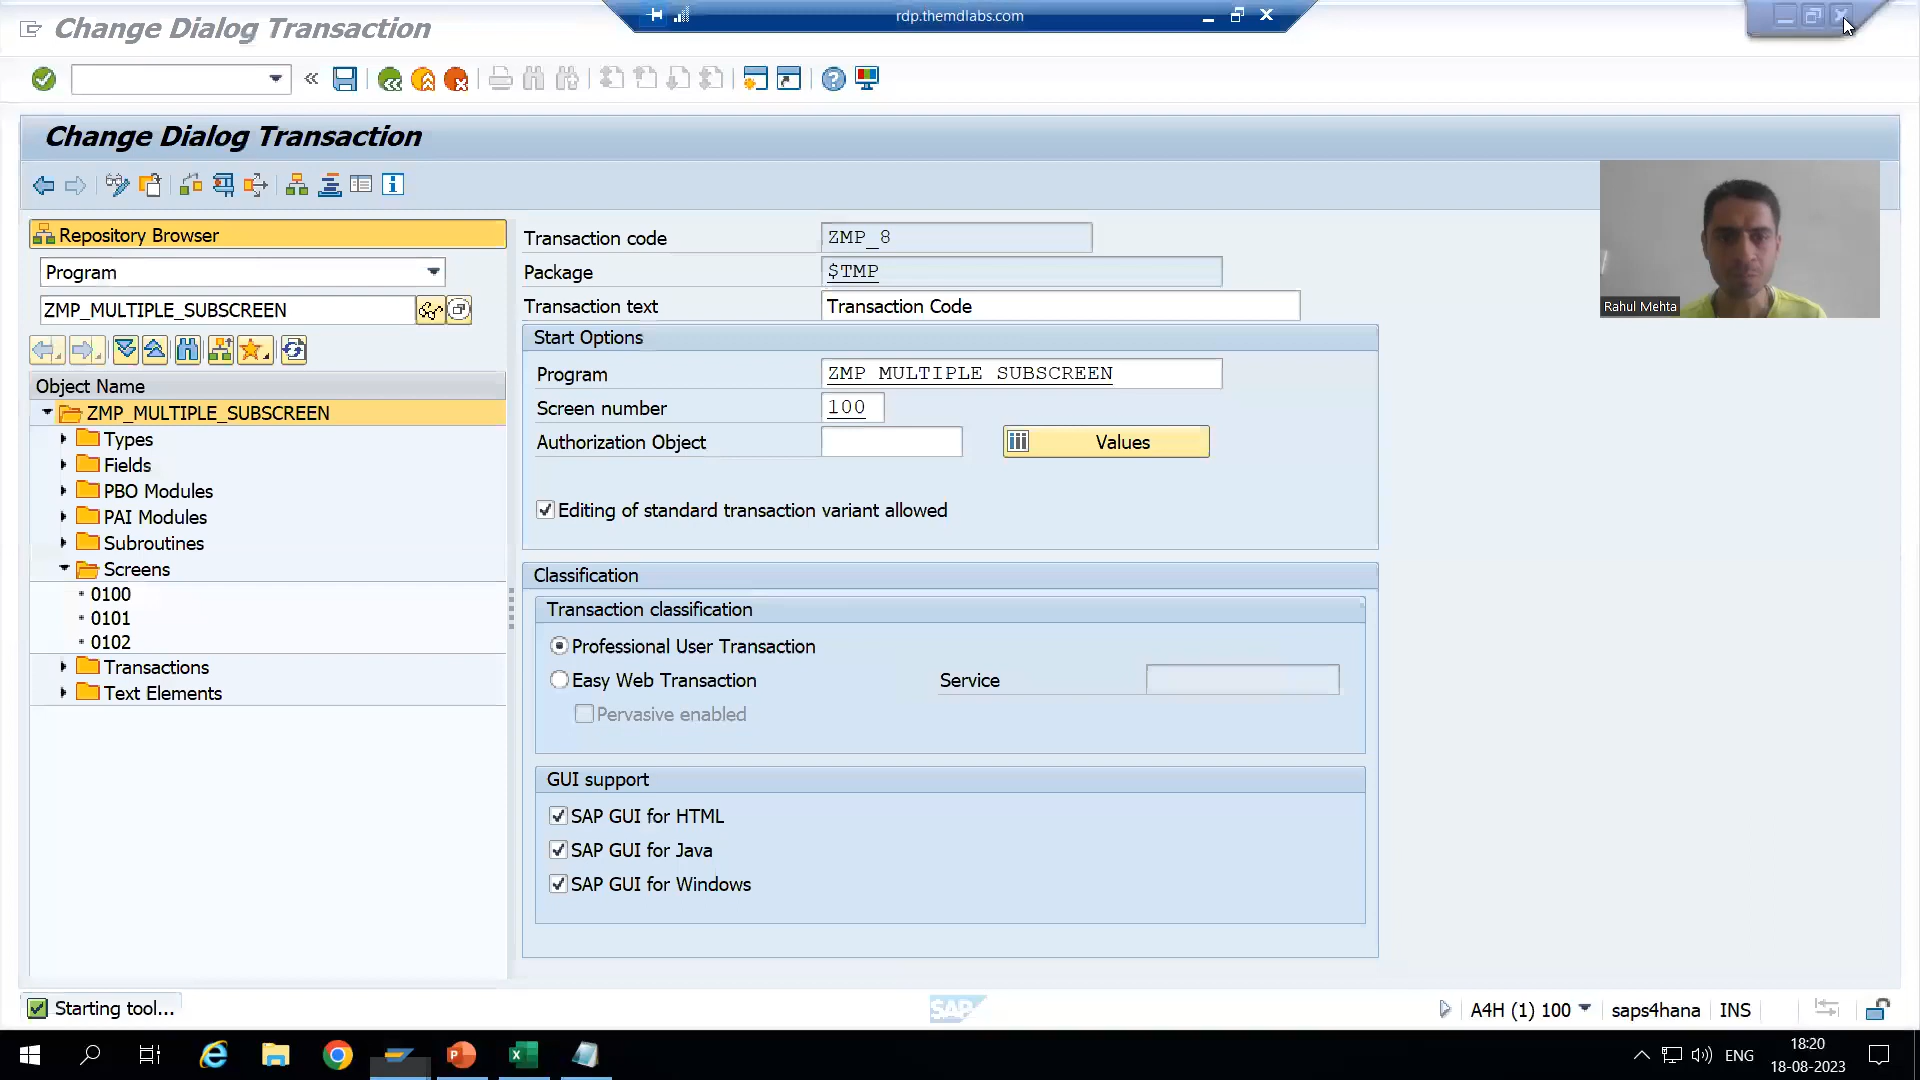 Change Dialog Transaction
rdp.themdlabs.com
Change Dialog Transaction
Repository Browser
Program
ZMP_MULTIPLE_SUBSCREEN
Object Name
ZMP_MULTIPLE_SUBSCREEN
Types
Fields
PBO Modules
PAI Modules
Subroutines
Screens
0100
0101
0102
Transactions
Text Elements
Transaction code ZMP_8
Package $TMP
Transaction text Transaction Code
Start Options
Program ZMP_MULTIPLE_SUBSCREEN
Screen number 100
Authorization Object Values
Editing of standard transaction variant allowed
Classification
Transaction classification
Professional User Transaction
Easy Web Transaction Service
Pervasive enabled
GUI support
SAP GUI for HTML
SAP GUI for Java
SAP GUI for Windows
Rahul Mehta
Starting tool...
SAP
A4H (1) 100 saps4hana INS
ENG
18:20
18-08-2023